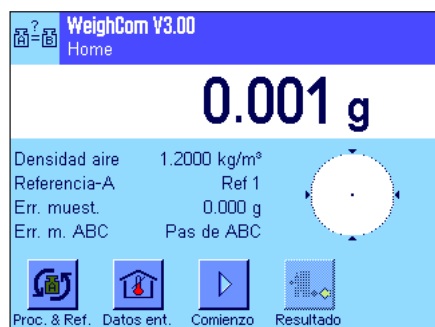 WeighCom V3.00
Home
A ? = B
0.001 g
Densidad aire 1.2000 kg/m³
Referencia-A Ref 1
Err. muest. 0.000 g
Err. m. ABC Pas de ABC
Proc. & Ref. Datos ent. Comienzo Resultado